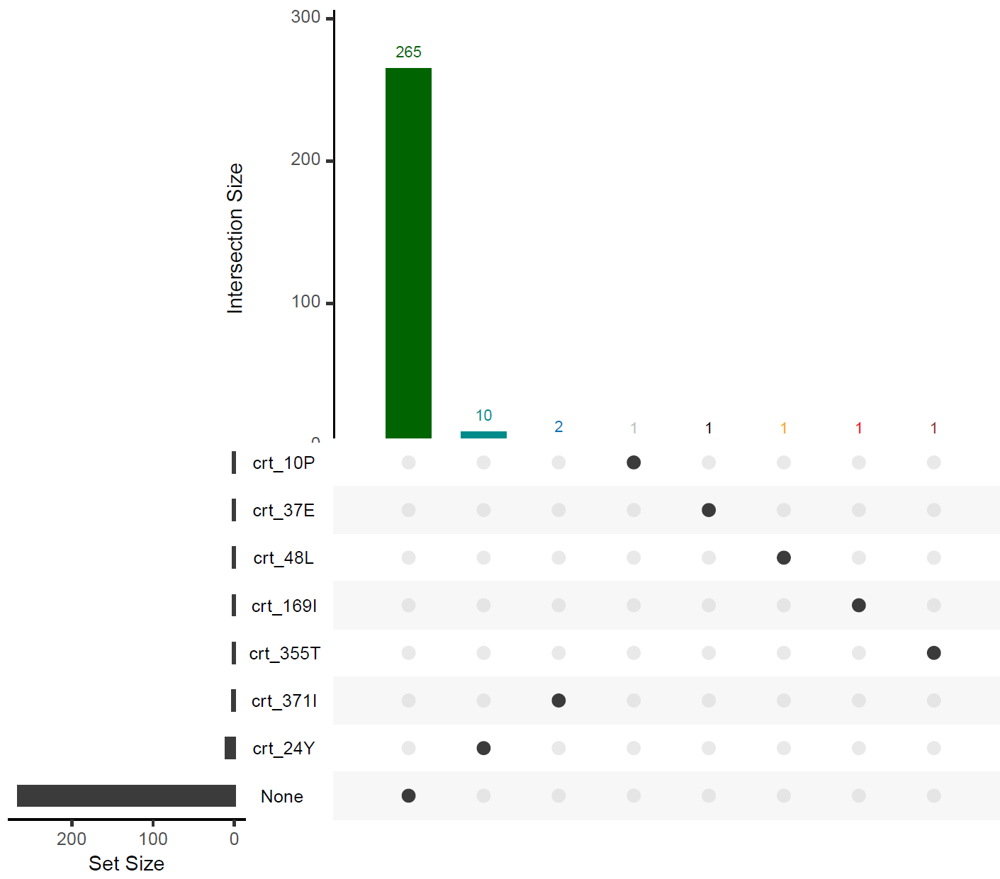 300
265
200
Intersection Size
100
10
2
1
1
1
1
1
0
crt_10P
crt_37E
crt_48L
crt_169I
crt_355T
crt_371I
crt_24Y
None
200 100 0
Set Size